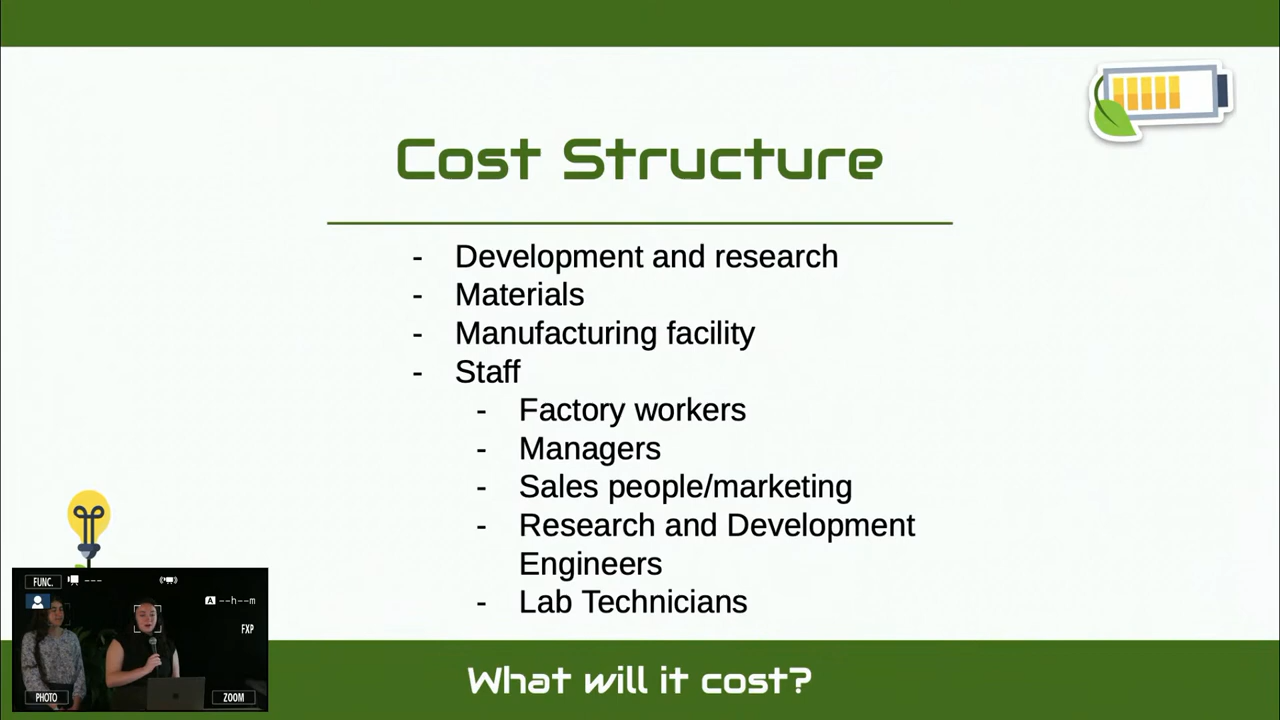 Cost Structure
- Development and research
- Materials
- Manufacturing facility
- Staff
- Factory workers
- Managers
- Sales people/marketing
- Research and Development
Engineers
- Lab Technicians
FUNC. ---
A --h--m
FXP
PHOTO ZOOM
What will it cost?